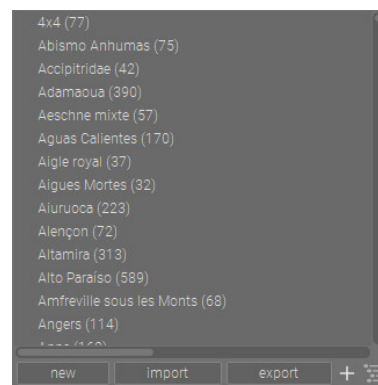 4x4 (77)
Abismo Anhumas (75)
Accipitridae (42)
Adamaoua (390)
Aeschne mixte (57)
Aguas Calientes (170)
Aigle royal (37)
Aigues Mortes (32)
Aiuruoca (223)
Alençon (72)
Altamira (313)
Alto Paraíso (589)
Amfreville sous les Monts (68)
Angers (114)
new import export +